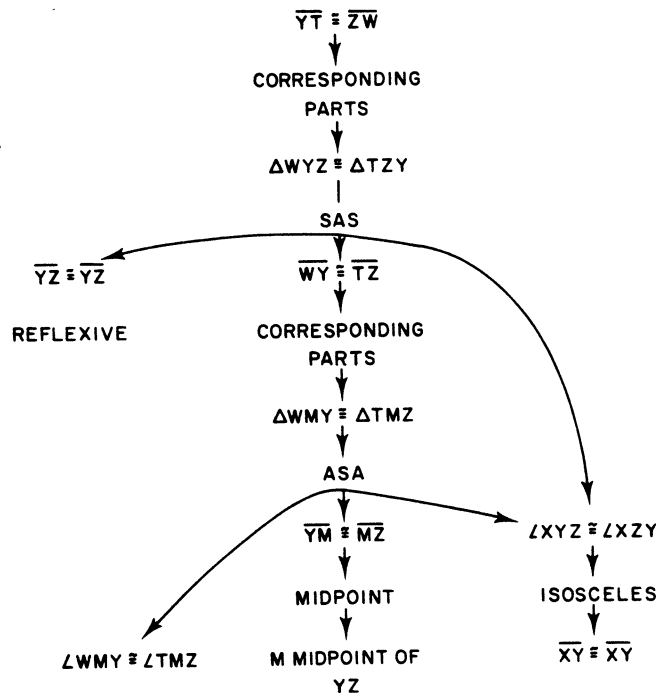 YT ≅ ZW
CORRESPONDING
PARTS
ΔWYZ ≅ ΔTZY
SAS
YZ ≅ YZ
WY ≅ TZ
REFLEXIVE
CORRESPONDING
PARTS
ΔWMY ≅ ΔTMZ
ASA
YM ≅ MZ
∠XYZ ≅ ∠XZY
MIDPOINT
ISOSCELES
∠WMY ≅ ∠TMZ
M MIDPOINT OF
YZ
XY ≅ XY